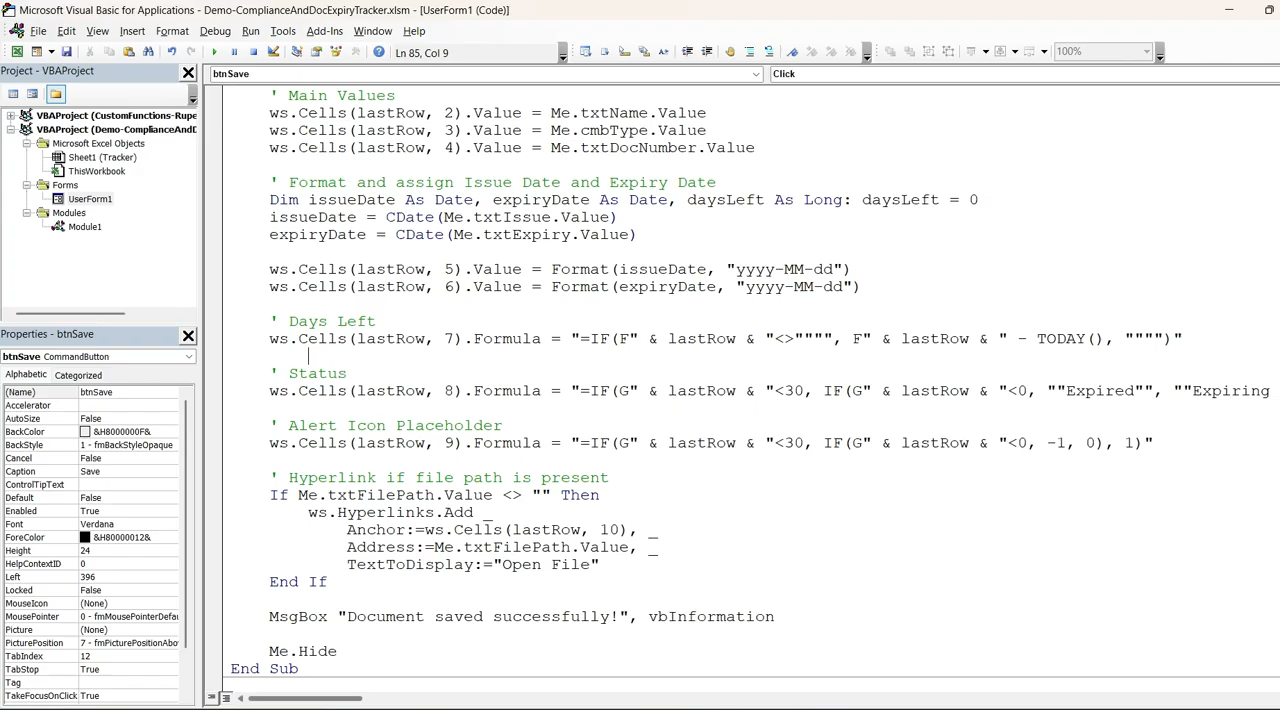 Microsoft Visual Basic for Applications - Demo-ComplianceAndDocExpiryTracker.xlsm - [UserForm1 (Code)]
File Edit View Insert Format Debug Run Tools Add-Ins Window Help
Ln 85, Col 9
100%
Project - VBAProject
VBAProject (CustomFunctions-Rupe
VBAProject (Demo-ComplianceAndD
Microsoft Excel Objects
Sheet1 (Tracker)
ThisWorkbook
Forms
UserForm1
Modules
Module1
Properties - btnSave
btnSave CommandButton
Alphabetic Categorized
(Name) btnSave
Accelerator
AutoSize False
BackColor &H8000000F&
BackStyle 1 - fmBackStyleOpaque
Cancel False
Caption Save
ControlTipText
Default False
Enabled True
Font Verdana
ForeColor &H80000012&
Height 24
HelpContextID 0
Left 396
Locked False
MouseIcon (None)
MousePointer 0 - fmMousePointerDefau
Picture (None)
PicturePosition 7 - fmPicturePositionAbo
TabIndex 12
TabStop True
Tag
TakeFocusOnClick True
btnSave
Click
' Main Values
ws.Cells(lastRow, 2).Value = Me.txtName.Value
ws.Cells(lastRow, 3).Value = Me.cmbType.Value
ws.Cells(lastRow, 4).Value = Me.txtDocNumber.Value
' Format and assign Issue Date and Expiry Date
Dim issueDate As Date, expiryDate As Date, daysLeft As Long: daysLeft = 0
issueDate = CDate(Me.txtIssue.Value)
expiryDate = CDate(Me.txtExpiry.Value)
ws.Cells(lastRow, 5).Value = Format(issueDate, "yyyy-MM-dd")
ws.Cells(lastRow, 6).Value = Format(expiryDate, "yyyy-MM-dd")
' Days Left
ws.Cells(lastRow, 7).Formula = "=IF(F" & lastRow & "<>"""", F" & lastRow & " - TODAY(), """")"
' Status
ws.Cells(lastRow, 8).Formula = "=IF(G" & lastRow & "<30, IF(G" & lastRow & "<0, ""Expired"", ""Expiring
' Alert Icon Placeholder
ws.Cells(lastRow, 9).Formula = "=IF(G" & lastRow & "<30, IF(G" & lastRow & "<0, -1, 0), 1)"
' Hyperlink if file path is present
If Me.txtFilePath.Value <> "" Then
ws.Hyperlinks.Add _
Anchor:=ws.Cells(lastRow, 10), _
Address:=Me.txtFilePath.Value, _
TextToDisplay:="Open File"
End If
MsgBox "Document saved successfully!", vbInformation
Me.Hide
End Sub